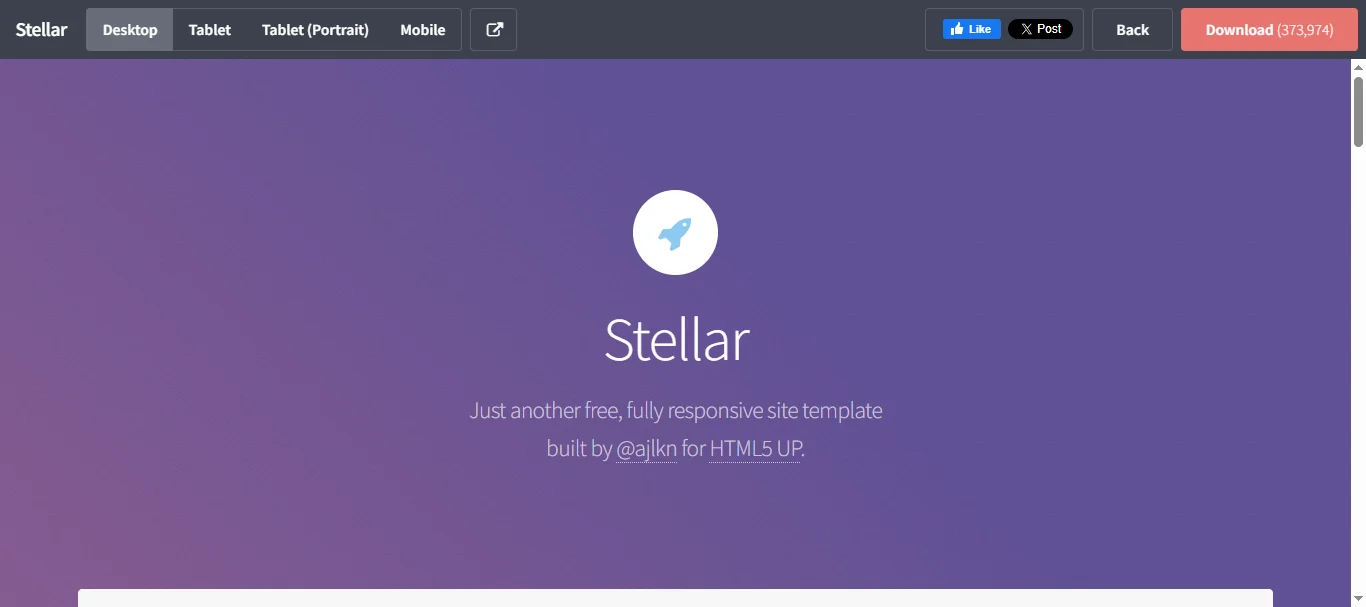 Stellar Desktop Tablet Tablet (Portrait) Mobile Like Post Back Download (373,974)
Stellar
Just another free, fully responsive site template
built by @ajlkn for HTML5 UP.